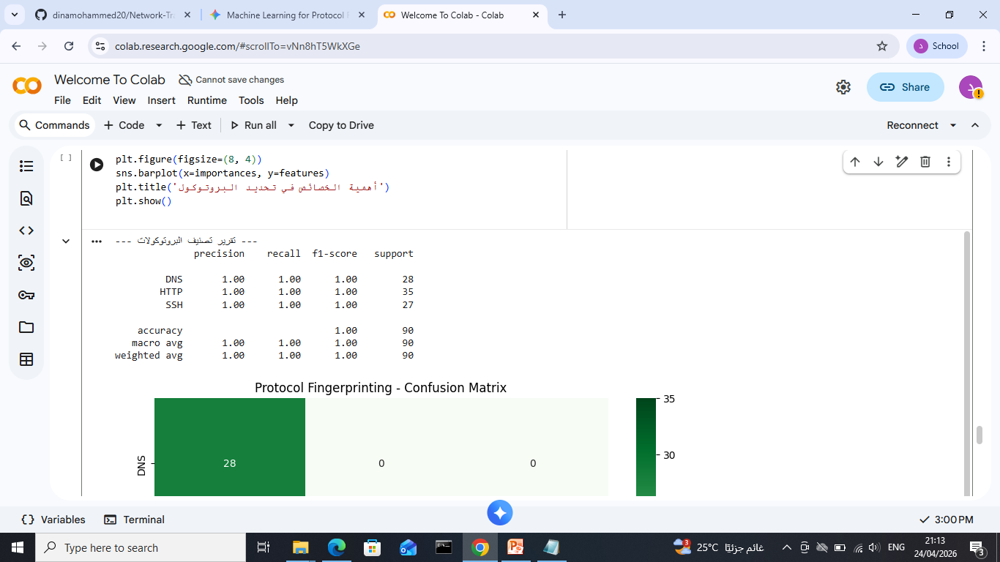 dinamohammed20/Network-Tr
Machine Learning for Protocol
Welcome To Colab - Colab
colab.research.google.com/#scrollTo=vNn8hT5WkXGe
School
Welcome To Colab
Cannot save changes
Share
File Edit View Insert Runtime Tools Help
Commands + Code + Text Run all Copy to Drive Reconnect
[ ] plt.figure(figsize=(8, 4))
sns.barplot(x=importances, y=features)
plt.title('أهمية الخصائص في تحديد البروتوكول')
plt.show()
--- تقرير تصنيف البروتوكولات ---
precision recall f1-score support
DNS 1.00 1.00 1.00 28
HTTP 1.00 1.00 1.00 35
SSH 1.00 1.00 1.00 27
accuracy 1.00 90
macro avg 1.00 1.00 1.00 90
weighted avg 1.00 1.00 1.00 90
Protocol Fingerprinting - Confusion Matrix
35
30
DNS 28 0 0
Variables Terminal 3:00 PM
Type here to search
3
25°C غائم جزئيًا
ENG
21:13
24/04/2026
3